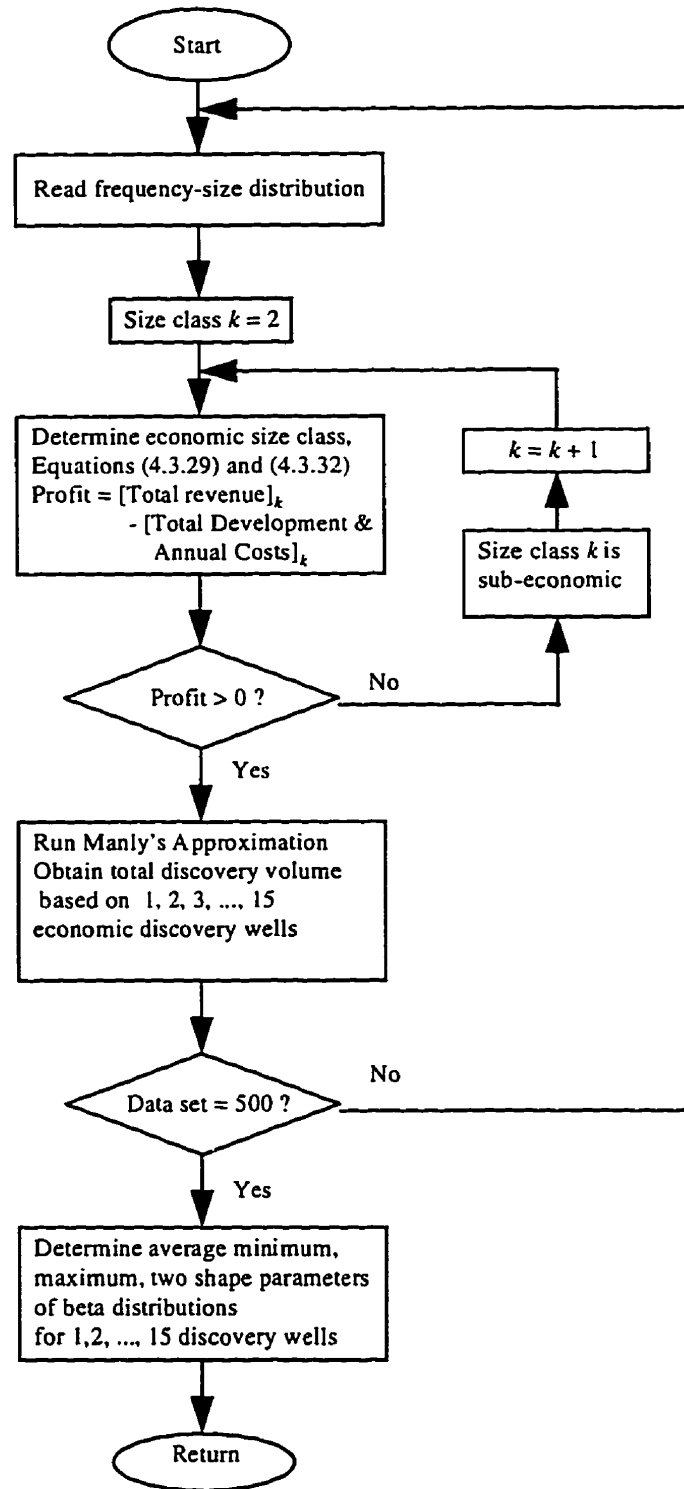 Start
Read frequency-size distribution
Size class k = 2
Determine economic size class,
Equations (4.3.29) and (4.3.32)
Profit = [Total revenue]k
- [Total Development &
Annual Costs]k
k = k + 1
Size class k is
sub-economic
Profit > 0 ?
No
Yes
Run Manly's Approximation
Obtain total discovery volume
based on 1, 2, 3, ..., 15
economic discovery wells
Data set = 500 ?
No
Yes
Determine average minimum,
maximum, two shape parameters
of beta distributions
for 1,2, ..., 15 discovery wells
Return